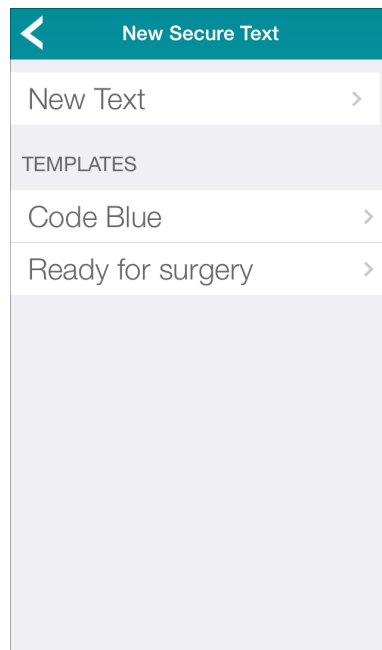 New Secure Text
New Text
TEMPLATES
Code Blue
Ready for surgery